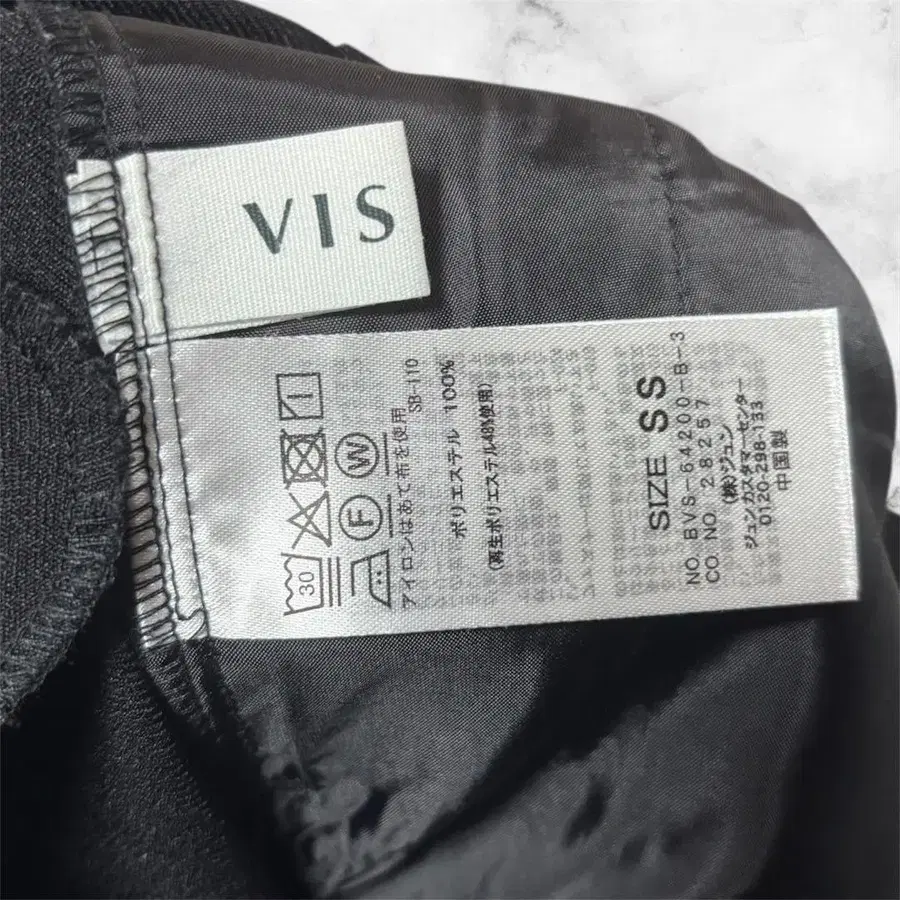 VIS
30
F
W
アイロンはあて布を使用
SB-110
ポリエステル 100%
(再生ポリエステル48%使用)
SIZE SS
NO. BVS-64200-B-3
CO. NO. 28257
(株)ジュン
ジュン カスタマーセンター
0120-298-133
中国製